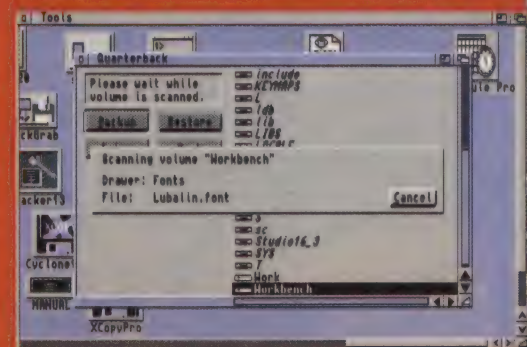 Tools
Quarterback
Please wait while
volume is scanned.
Backup
Restore
include
KEYMAPS
L
ldb
lib
LIBS
LOCALE
Scanning volume "Workbench"
Drawer: Fonts
File: Lubalin.font
Cancel
S
sc
Studio16_3
SYS
T
Work
Workbench
ckGrab
acker13
Cyclone
MANUAL
XCopyPro
ule Pro